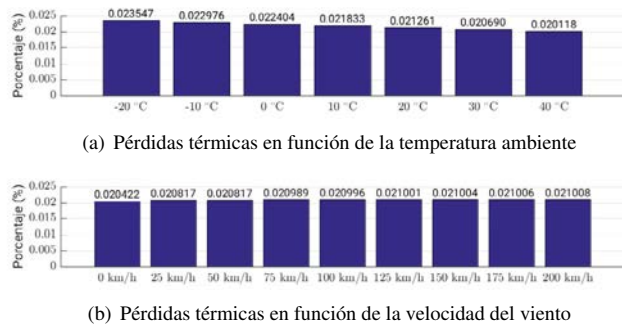 Porcentaje (%)
0.025
0.02
0.015
0.01
0.005
0
0.023547 0.022976 0.022404 0.021833 0.021261 0.020690 0.020118
-20 °C -10 °C 0 °C 10 °C 20 °C 30 °C 40 °C
(a) Pérdidas térmicas en función de la temperatura ambiente
Porcentaje (%)
0.025
0.02
0.015
0.01
0.005
0
0.020422 0.020817 0.020817 0.020989 0.020996 0.021001 0.021004 0.021006 0.021008
0 km/h 25 km/h 50 km/h 75 km/h 100 km/h 125 km/h 150 km/h 175 km/h 200 km/h
(b) Pérdidas térmicas en función de la velocidad del viento